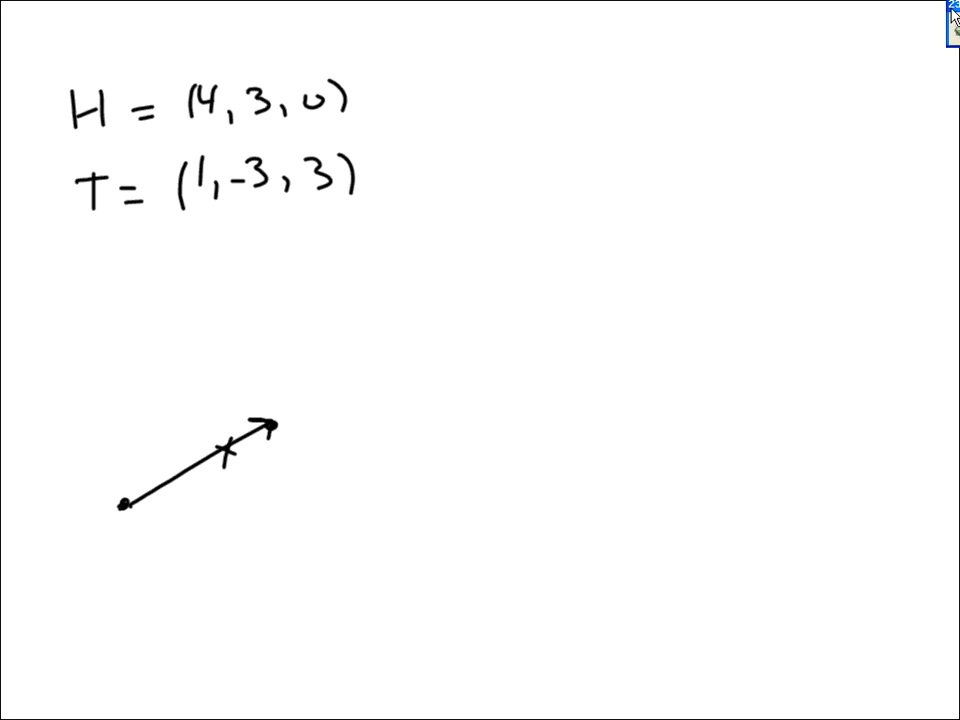 H = (4, 3, 0)
T = (1, -3, 3)